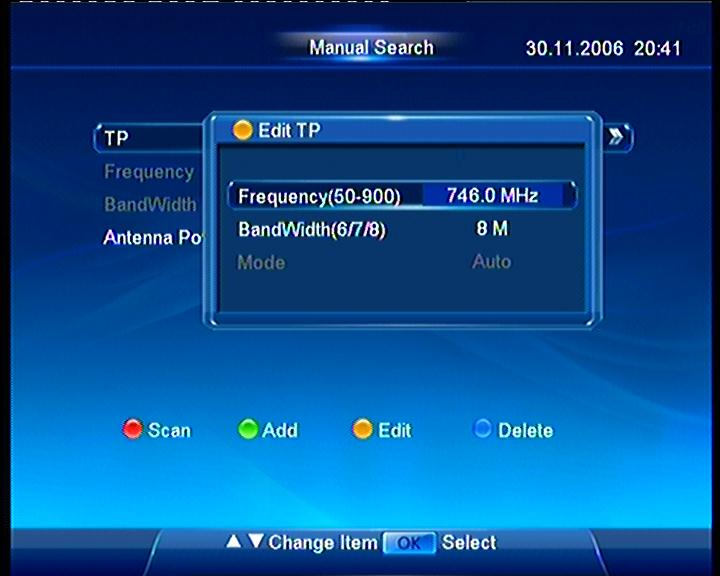 Manual Search 30.11.2006 20:41
TP
Edit TP
Frequency
BandWidth
Antenna Po
Frequency(50-900) 746.0 MHz
BandWidth(6/7/8) 8 M
Mode Auto
Scan Add Edit Delete
Change Item OK Select